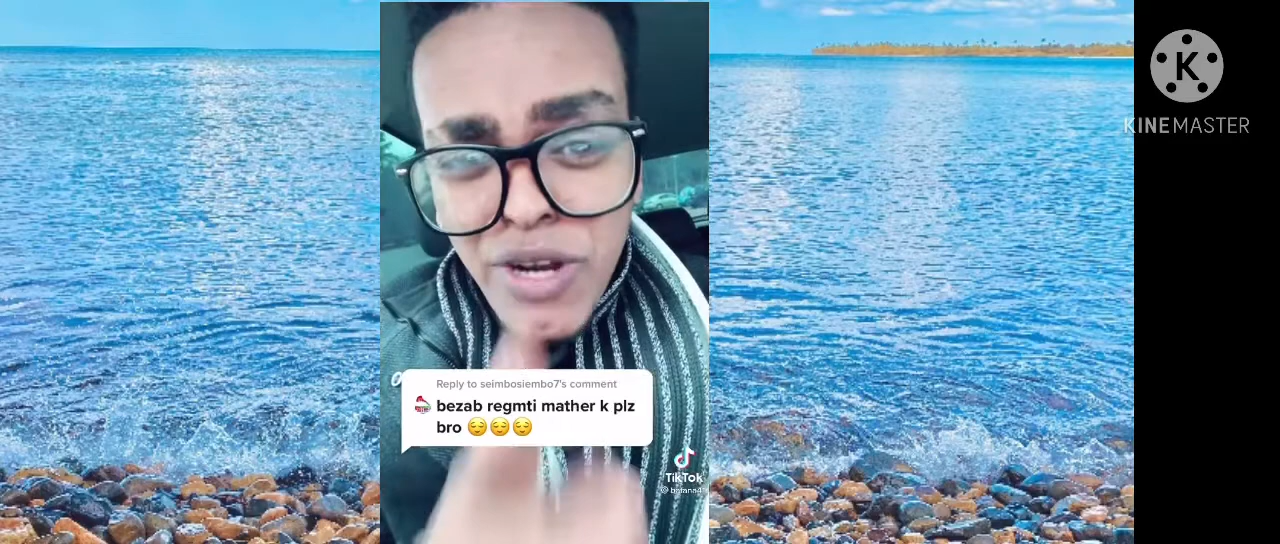 Reply to seimbosiembo7's comment
bezab regmti mather k plz
bro 😌😌😌
TikTok
KINEMASTER